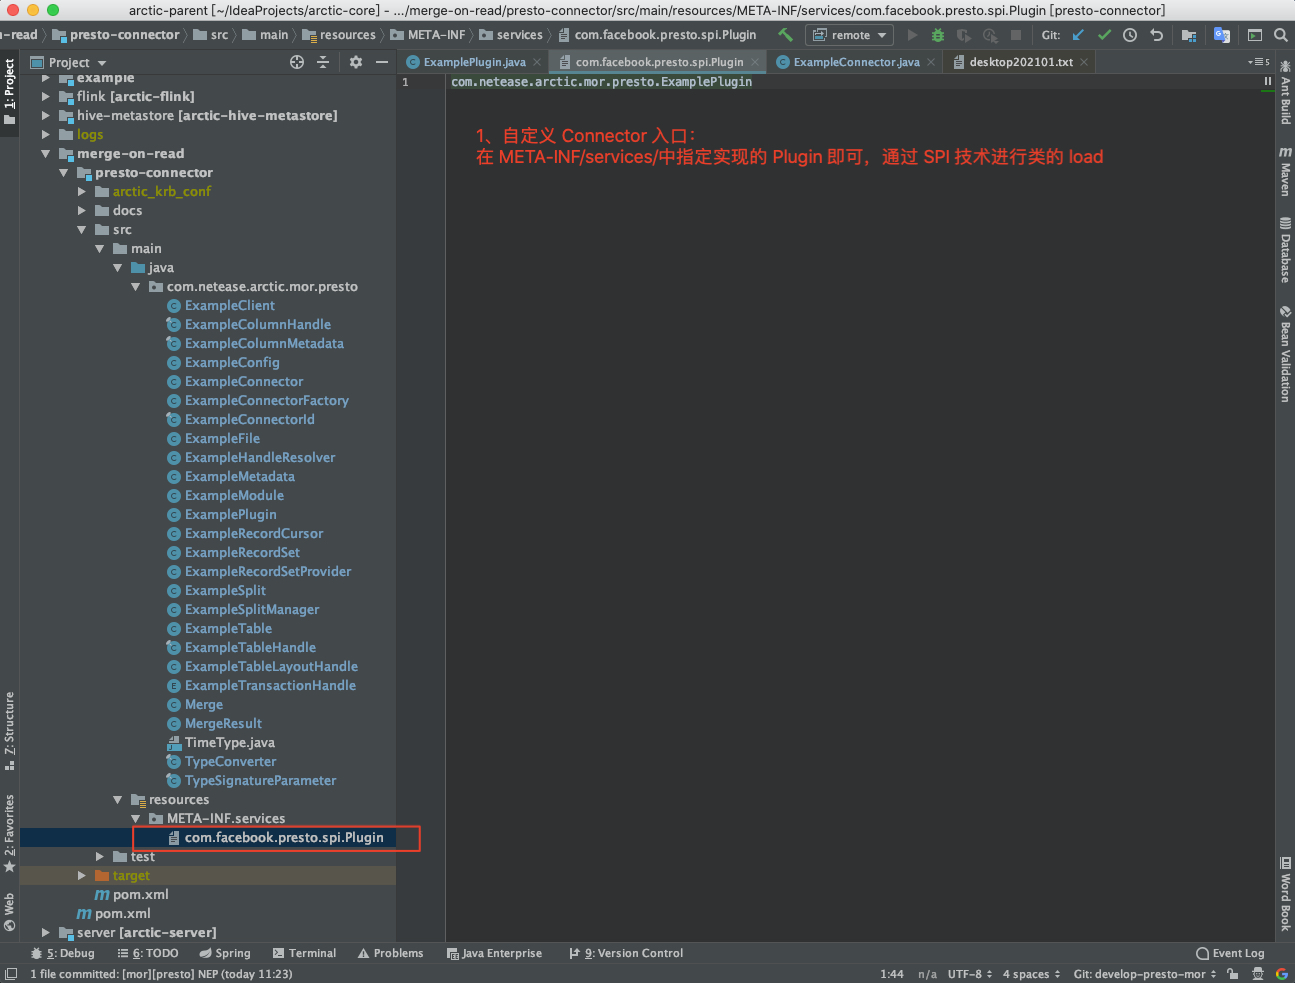 arctic-parent [~/IdeaProjects/arctic-core] - .../merge-on-read/presto-connector/src/main/resources/META-INF/services/com.facebook.presto.spi.Plugin [presto-connector]
n-read presto-connector src main resources META-INF services com.facebook.presto.spi.Plugin remote Git:
Project
ExamplePlugin.java
com.facebook.presto.spi.Plugin
ExampleConnector.java
desktop202101.txt
5
1: Project
example
flink [arctic-flink]
hive-metastore [arctic-hive-metastore]
logs
merge-on-read
presto-connector
arctic_krb_conf
docs
src
main
java
com.netease.arctic.mor.presto
ExampleClient
ExampleColumnHandle
ExampleColumnMetadata
ExampleConfig
ExampleConnector
ExampleConnectorFactory
ExampleConnectorId
ExampleFile
ExampleHandleResolver
ExampleMetadata
ExampleModule
ExamplePlugin
ExampleRecordCursor
ExampleRecordSet
ExampleRecordSetProvider
ExampleSplit
ExampleSplitManager
ExampleTable
ExampleTableHandle
ExampleTableLayoutHandle
ExampleTransactionHandle
Merge
MergeResult
TimeType.java
TypeConverter
TypeSignatureParameter
resources
META-INF.services
com.facebook.presto.spi.Plugin
test
target
pom.xml
pom.xml
server [arctic-server]
7: Structure
2: Favorites
Web
1 com.netease.arctic.mor.presto.ExamplePlugin
1、自定义 Connector 入口：
在 META-INF/services/中指定实现的 Plugin 即可，通过 SPI 技术进行类的 load
Ant Build
Maven
Database
Bean Validation
Word Book
5: Debug 6: TODO Spring Terminal Problems Java Enterprise 9: Version Control Event Log
1 file committed: [mor][presto] NEP (today 11:23) 1:44 n/a UTF-8 4 spaces Git: develop-presto-mor